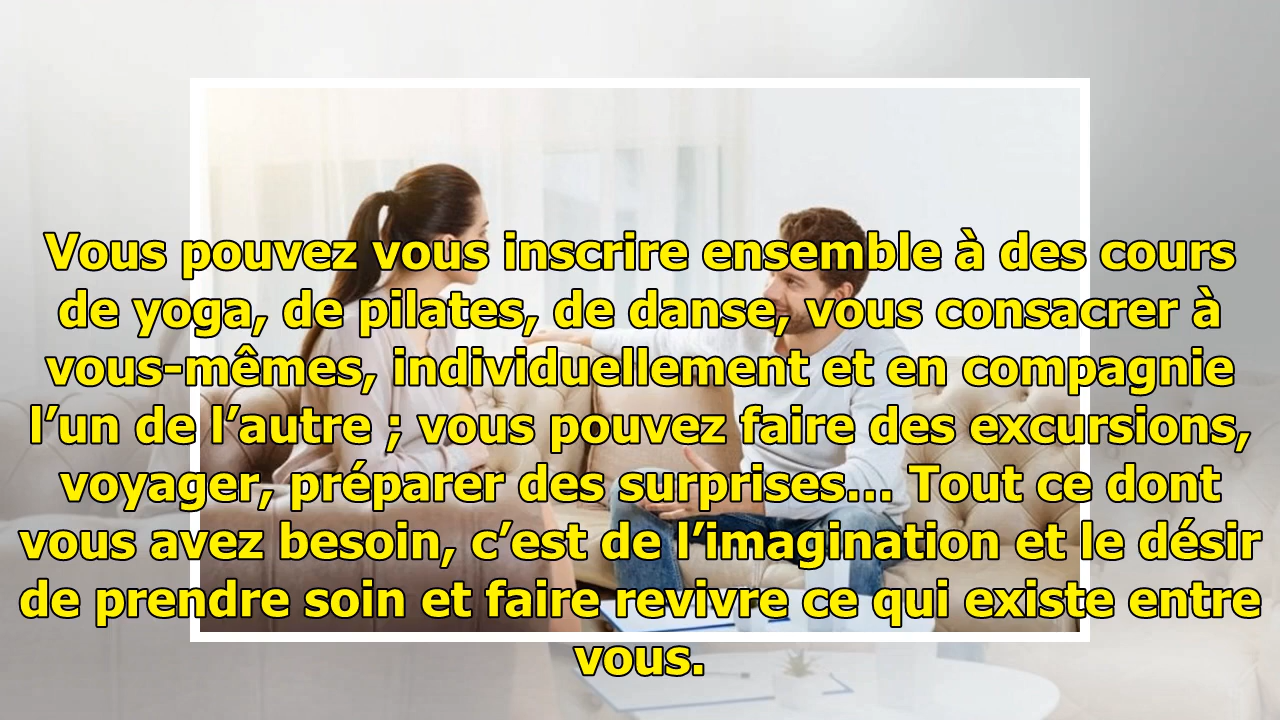 Vous pouvez vous inscrire ensemble à des cours
de yoga, de pilates, de danse, vous consacrer à
vous-mêmes, individuellement et en compagnie
l’un de l’autre ; vous pouvez faire des excursions,
voyager, préparer des surprises… Tout ce dont
vous avez besoin, c’est de l’imagination et le désir
de prendre soin et faire revivre ce qui existe entre
vous.